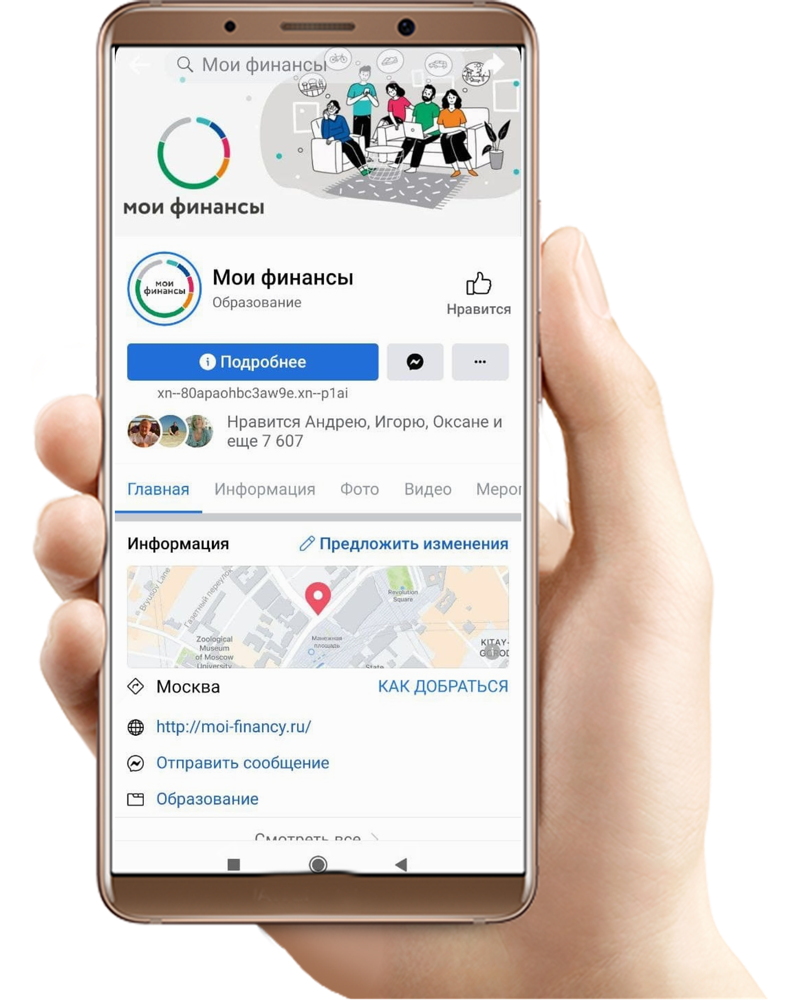 Мои финансы
мои финансы
мои
финансы
Мои финансы
Образование
Нравится
Подробнее
xn--80apaohbc3aw9e.xn--p1ai
Нравится Андрею, Игорю, Оксане и
еще 7 607
Главная Информация Фото Видео Мероп
Информация
Предложить изменения
Bryusov Lane
Газетный переулок
Revolution
Square
Zoological
Museum
of Moscow
University
Манежная
площадь
State
KITAY-
GOROD
Москва
КАК ДОБРАТЬСЯ
http://moi-financy.ru/
Отправить сообщение
Образование
Смотреть все